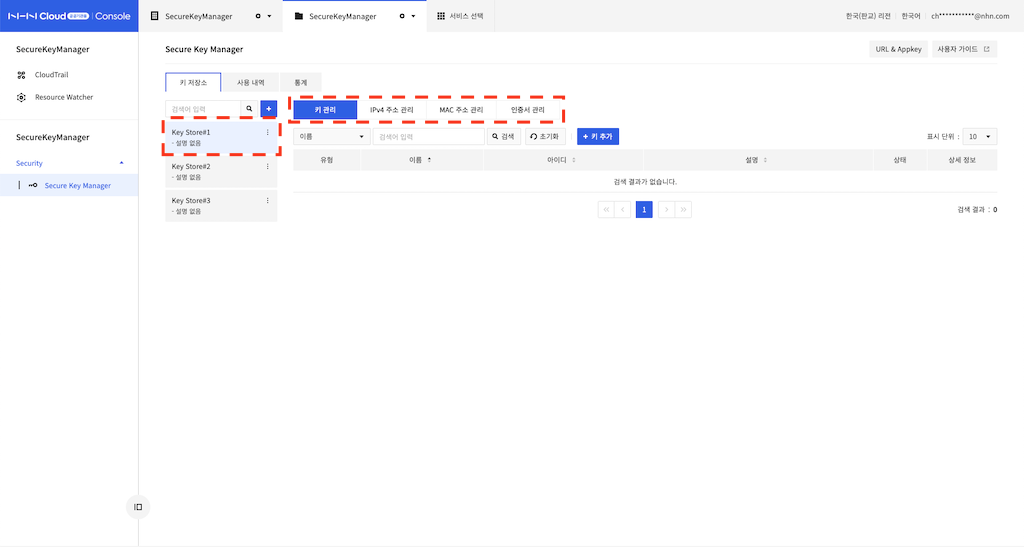 NHN Cloud 공공기관용 Console
SecureKeyManager
SecureKeyManager
서비스 선택
한국(판교) 리전
한국어
ch***********@nhn.com
SecureKeyManager
CloudTrail
Resource Watcher
SecureKeyManager
Security
Secure Key Manager
Secure Key Manager
URL & Appkey
사용자 가이드
키 저장소
사용 내역
통계
검색어 입력
+
Key Store#1
- 설명 없음
Key Store#2
- 설명 없음
Key Store#3
- 설명 없음
키 관리
IPv4 주소 관리
MAC 주소 관리
인증서 관리
이름
검색어 입력
검색
초기화
+ 키 추가
표시 단위 : 10
유형
이름
아이디
설명
상태
상세 정보
검색 결과가 없습니다.
1
검색 결과 : 0